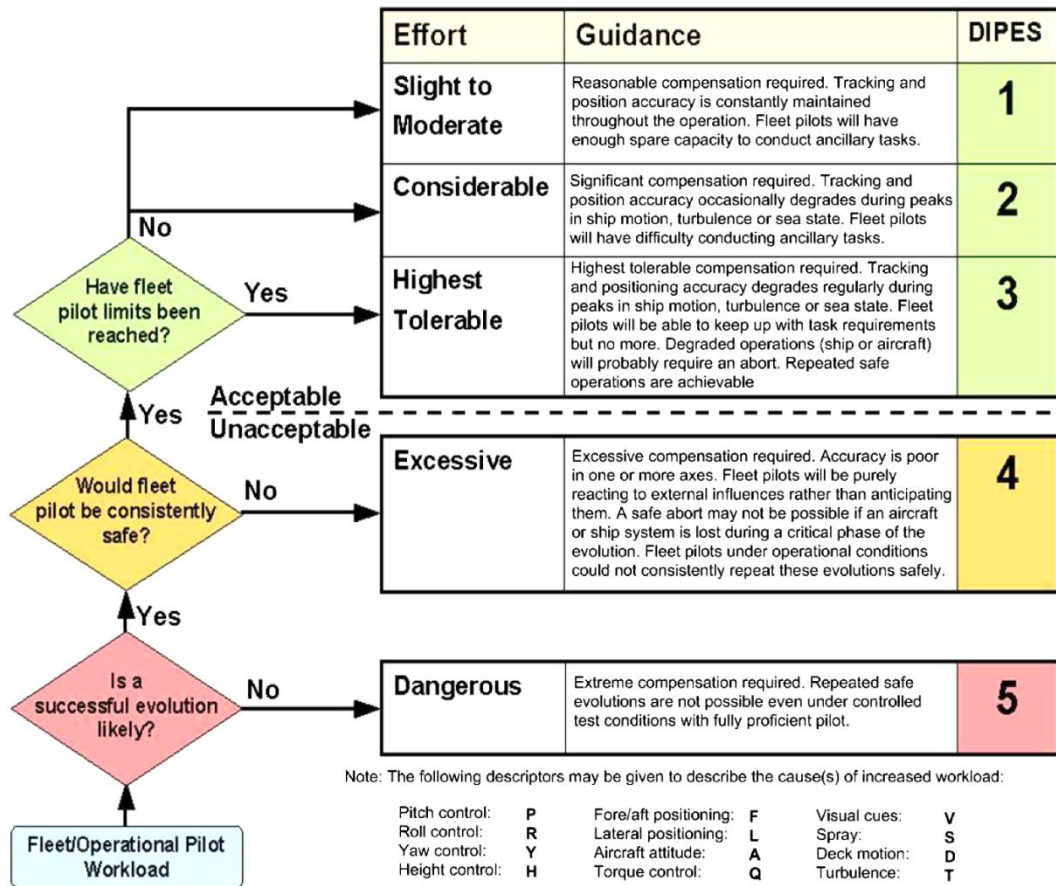 Effort Guidance DIPES
Slight to
Moderate
Reasonable compensation required. Tracking and
position accuracy is constantly maintained
throughout the operation. Fleet pilots will have
enough spare capacity to conduct ancillary tasks.
1
Considerable
Significant compensation required. Tracking and
position accuracy occasionally degrades during peaks
in ship motion, turbulence or sea state. Fleet pilots
will have difficulty conducting ancillary tasks.
2
No
Have fleet
pilot limits been
reached?
Yes
Highest
Tolerable
Highest tolerable compensation required. Tracking
and positioning accuracy degrades regularly during
peaks in ship motion, turbulence or sea state. Fleet
pilots will be able to keep up with task requirements
but no more. Degraded operations (ship or aircraft)
will probably require an abort. Repeated safe
operations are achievable
3
Yes
Acceptable
Unacceptable
Would fleet
pilot be consistently
safe?
No
Excessive
Excessive compensation required. Accuracy is poor
in one or more axes. Fleet pilots will be purely
reacting to external influences rather than anticipating
them. A safe abort may not be possible if an aircraft
or ship system is lost during a critical phase of the
evolution. Fleet pilots under operational conditions
could not consistently repeat these evolutions safely.
4
Yes
Is a
successful evolution
likely?
No
Dangerous
Extreme compensation required. Repeated safe
evolutions are not possible even under controlled
test conditions with fully proficient pilot.
5
Fleet/Operational Pilot
Workload
Note: The following descriptors may be given to describe the cause(s) of increased workload:
Pitch control: P Fore/aft positioning: F Visual cues: V
Roll control: R Lateral positioning: L Spray: S
Yaw control: Y Aircraft attitude: A Deck motion: D
Height control: H Torque control: Q Turbulence: T